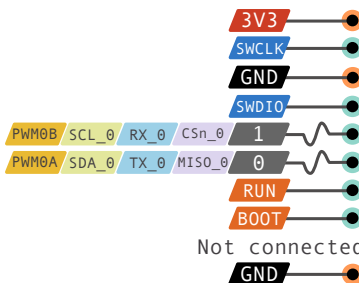 3V3
SWCLK
GND
SWDIO
PWM0B SCL_0 RX_0 CSn_0 1
PWM0A SDA_0 TX_0 MISO_0 0
RUN
BOOT
Not connected
GND